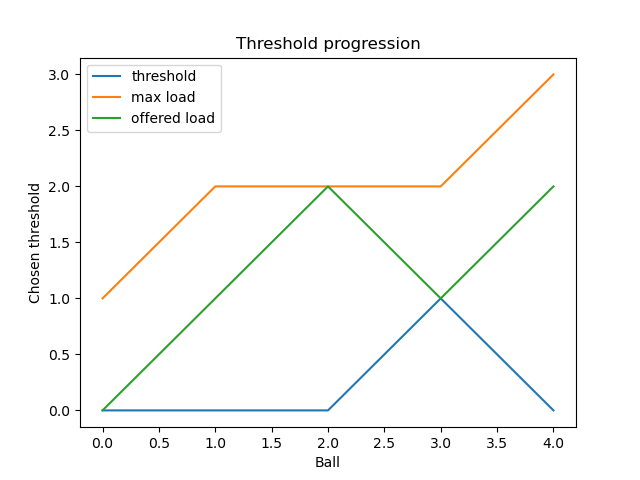 Threshold progression
threshold
max load
offered load
Chosen threshold
3.0
2.5
2.0
1.5
1.0
0.5
0.0
0.0 0.5 1.0 1.5 2.0 2.5 3.0 3.5 4.0
Ball